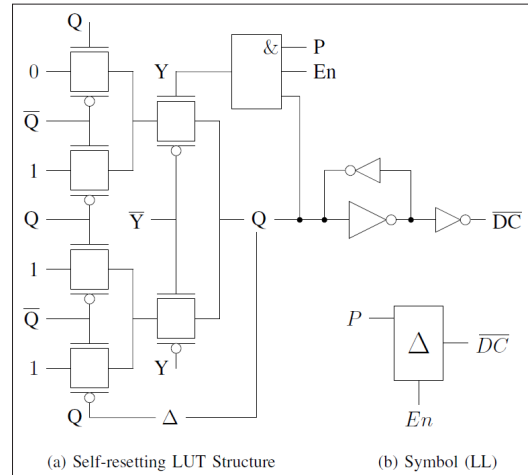 Q
0
Q̅
1
Q
1
Q̅
1
Q
Δ
Y
Y̅
Y
&
P
En
Q
D̅C̅
P
Δ
D̅C̅
En
(a) Self-resetting LUT Structure
(b) Symbol (LL)